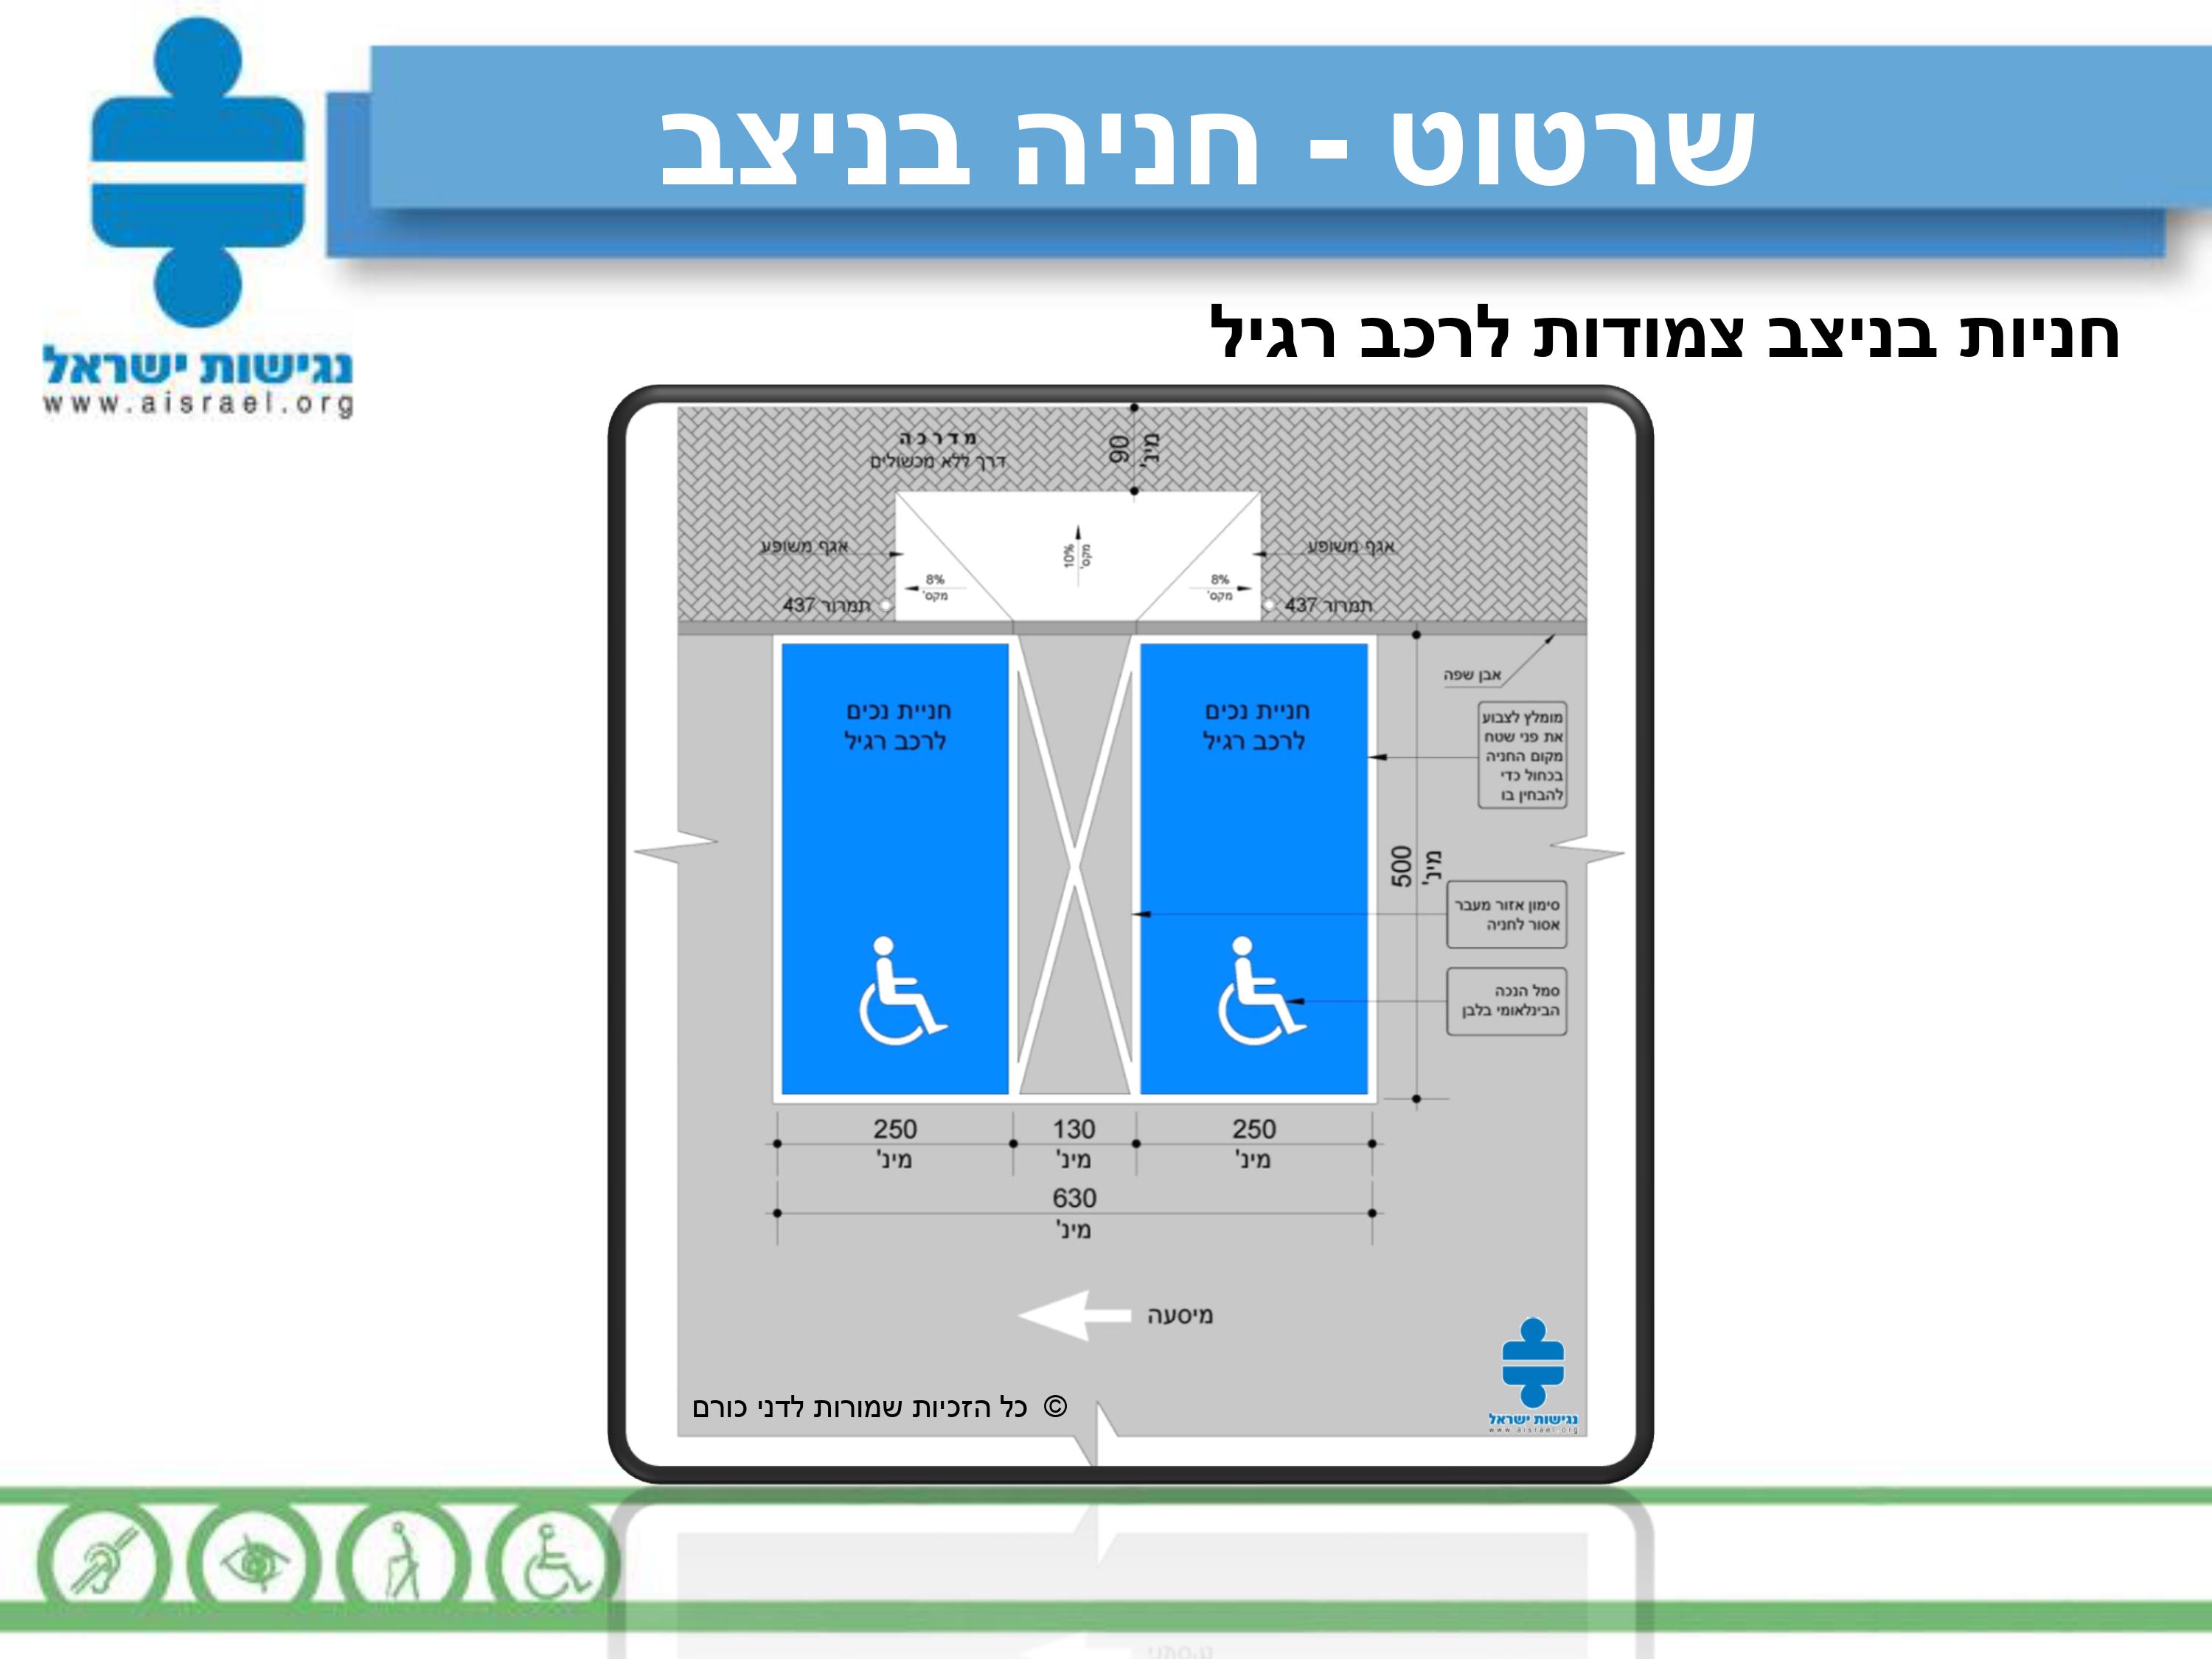 שרטוט - חניה בניצב
נגישות ישראל
www.aisrael.org
חניות בניצב צמודות לרכב רגיל
מדרכה
דרך ללא מכשולים
90
מינ'
אגף משופע
אגף משופע
10%
מקס'
8%
מקס'
8%
מקס'
תמרור 437
תמרור 437
אבן שפה
חניית נכים
לרכב רגיל
חניית נכים
לרכב רגיל
מומלץ לצבוע
את פני שטח
מקום החניה
בכחול כדי
להבחין בו
500
מינ'
סימון אזור מעבר
אסור לחניה
סמל הנכה
הבינלאומי בלבן
250
מינ'
130
מינ'
250
מינ'
630
מינ'
מיסעה
© כל הזכיות שמורות לדני כורם
נגישות ישראל
www.aisrael.org